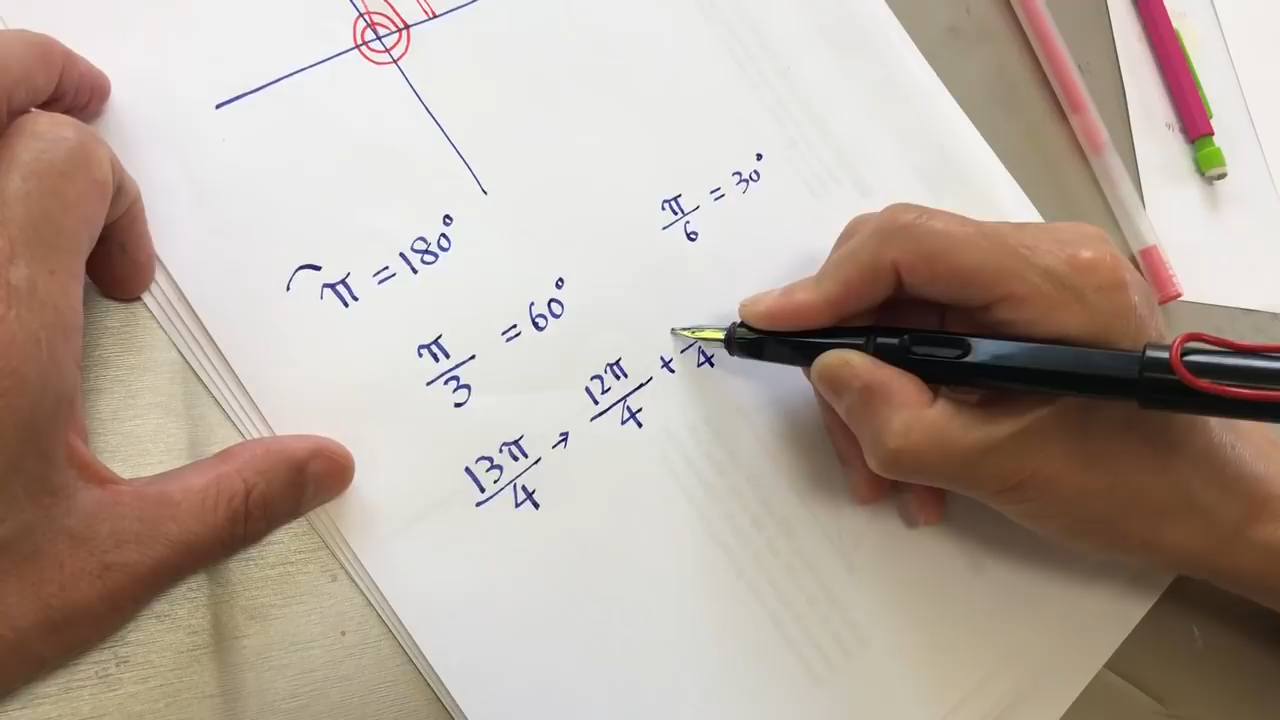 π/6 = 30°
π = 180°
π/3 = 60°
13π/4 → 12π/4 + /4